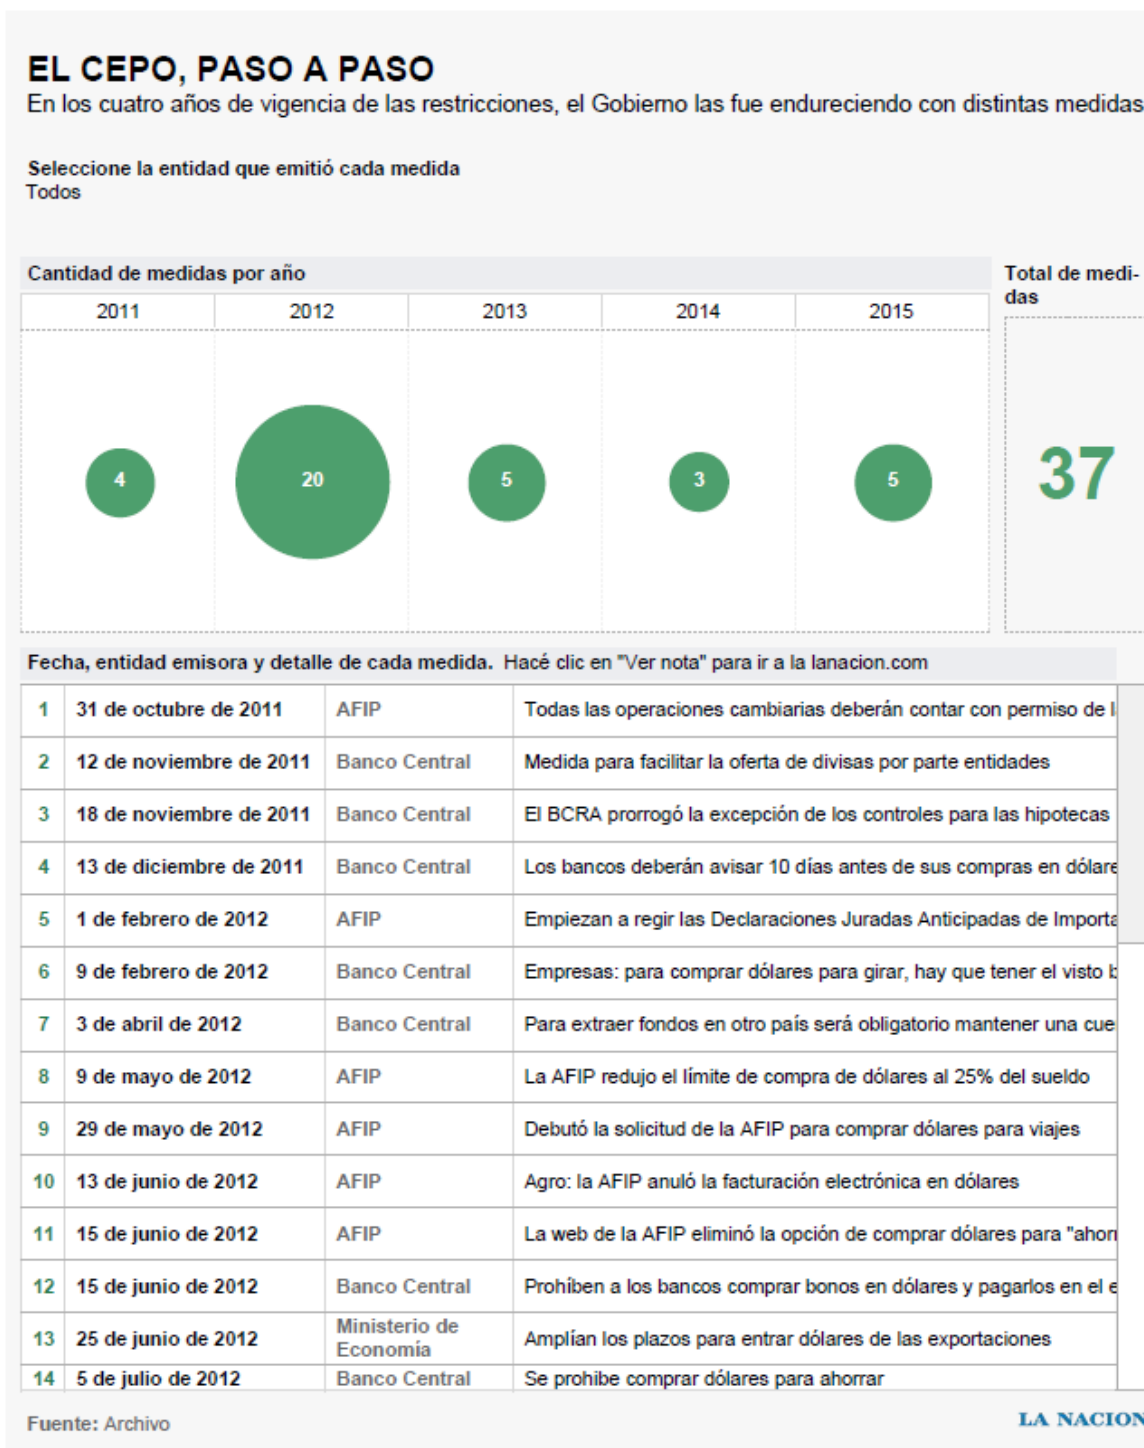 EL CEPO, PASO A PASO
En los cuatro años de vigencia de las restricciones, el Gobierno las fue endureciendo con distintas medidas
Seleccione la entidad que emitió cada medida
Todos
Cantidad de medidas por año
Total de medi-
das
2011 2012 2013 2014 2015
4 20 5 3 5
37
Fecha, entidad emisora y detalle de cada medida. Hacé clic en "Ver nota" para ir a la lanacion.com
1 31 de octubre de 2011 AFIP Todas las operaciones cambiarias deberán contar con permiso de l
2 12 de noviembre de 2011 Banco Central Medida para facilitar la oferta de divisas por parte entidades
3 18 de noviembre de 2011 Banco Central El BCRA prorrogó la excepción de los controles para las hipotecas
4 13 de diciembre de 2011 Banco Central Los bancos deberán avisar 10 días antes de sus compras en dólare
5 1 de febrero de 2012 AFIP Empiezan a regir las Declaraciones Juradas Anticipadas de Importa
6 9 de febrero de 2012 Banco Central Empresas: para comprar dólares para girar, hay que tener el visto b
7 3 de abril de 2012 Banco Central Para extraer fondos en otro país será obligatorio mantener una cue
8 9 de mayo de 2012 AFIP La AFIP redujo el límite de compra de dólares al 25% del sueldo
9 29 de mayo de 2012 AFIP Debutó la solicitud de la AFIP para comprar dólares para viajes
10 13 de junio de 2012 AFIP Agro: la AFIP anuló la facturación electrónica en dólares
11 15 de junio de 2012 AFIP La web de la AFIP eliminó la opción de comprar dólares para "ahorr
12 15 de junio de 2012 Banco Central Prohíben a los bancos comprar bonos en dólares y pagarlos en el e
13 25 de junio de 2012 Ministerio de Economía Amplían los plazos para entrar dólares de las exportaciones
14 5 de julio de 2012 Banco Central Se prohibe comprar dólares para ahorrar
Fuente: Archivo
LA NACION